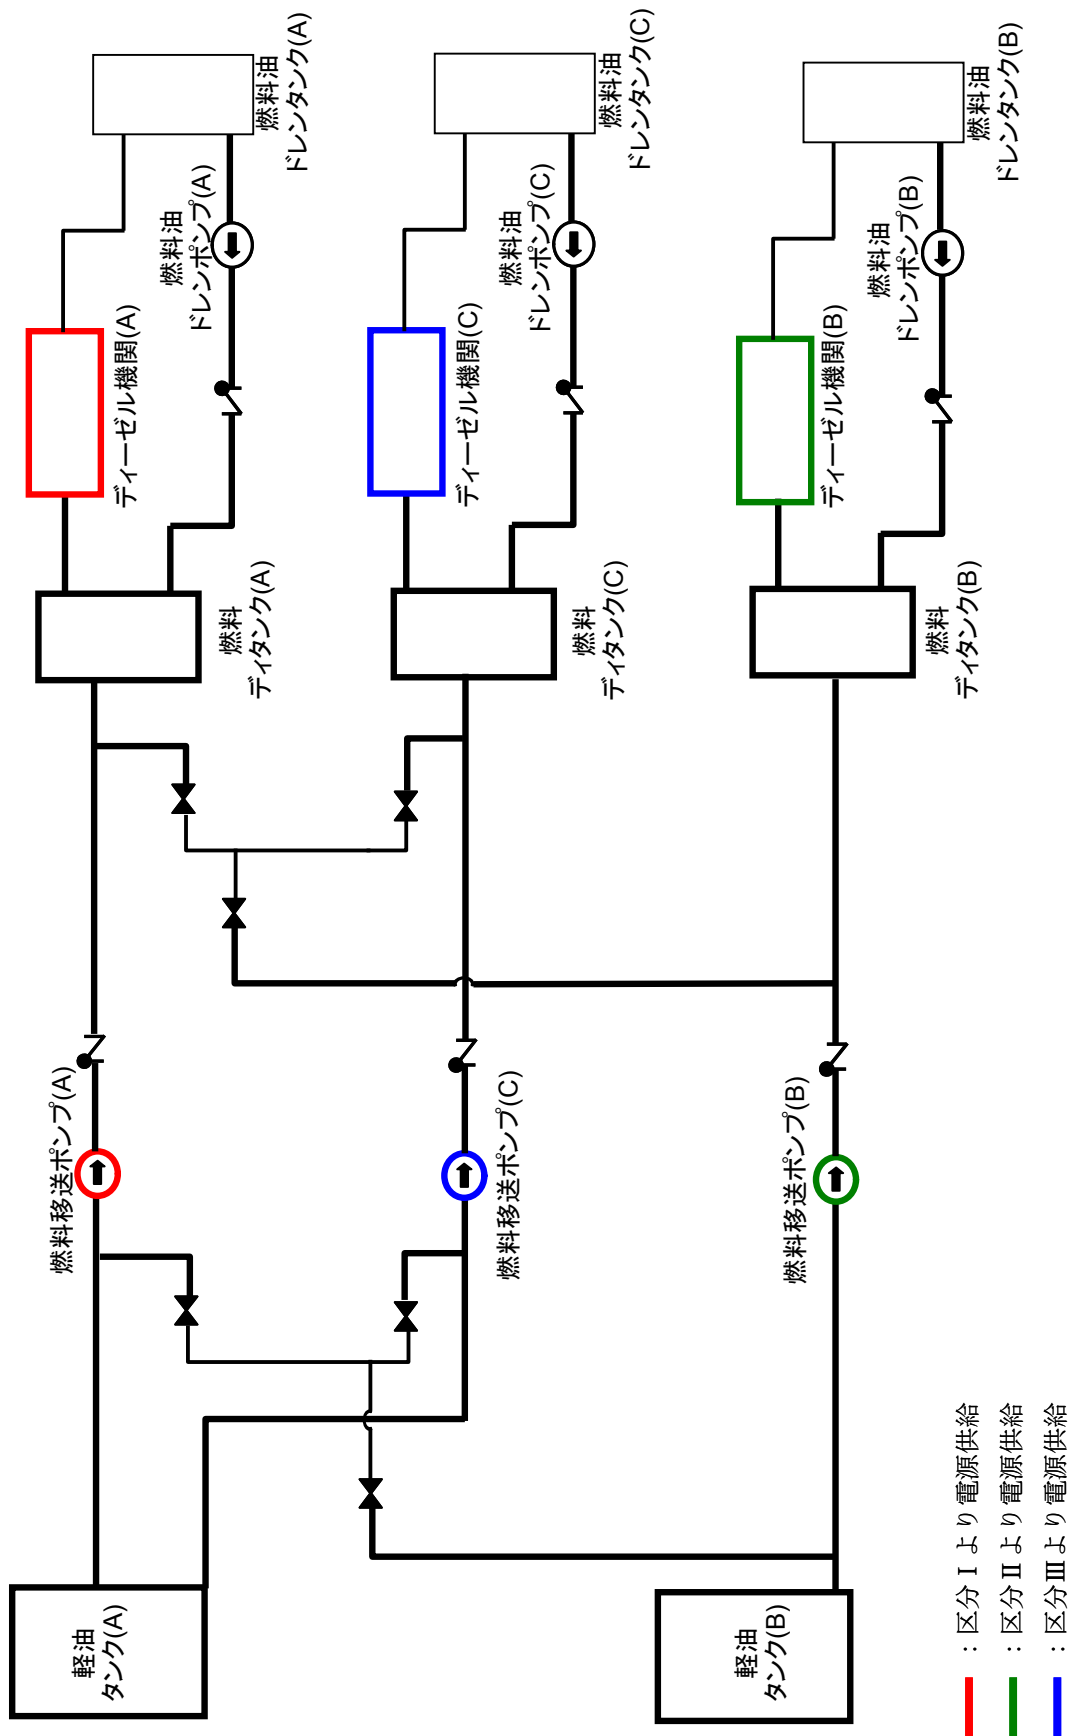 軽油
タンク(A)
燃料移送ポンプ(A)
燃料
ディタンク(A)
ディーゼル機関(A)
燃料油
ドレンポンプ(A)
燃料油
ドレンタンク(A)
燃料移送ポンプ(C)
燃料
ディタンク(C)
ディーゼル機関(C)
燃料油
ドレンポンプ(C)
燃料油
ドレンタンク(C)
軽油
タンク(B)
燃料移送ポンプ(B)
燃料
ディタンク(B)
ディーゼル機関(B)
燃料油
ドレンポンプ(B)
燃料油
ドレンタンク(B)
：区分Ⅰより電源供給
：区分Ⅱより電源供給
：区分Ⅲより電源供給